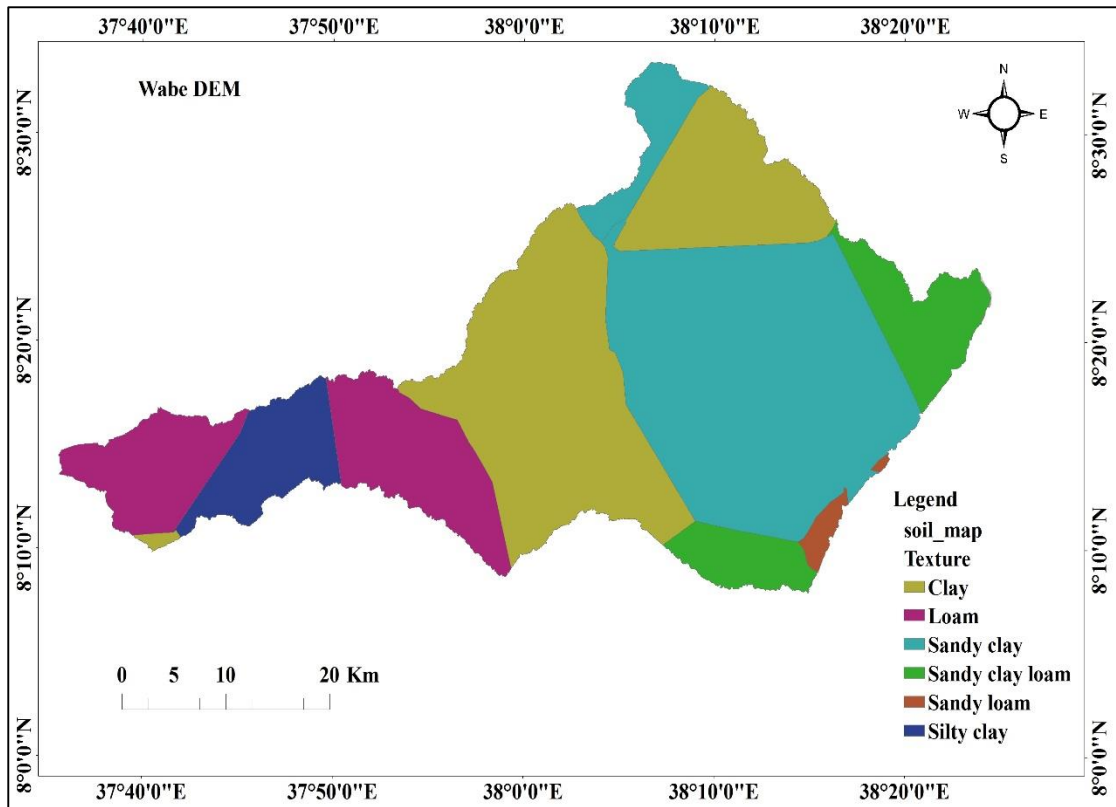 37°40'0"E 37°50'0"E 38°0'0"E 38°10'0"E 38°20'0"E
Wabe DEM
N
W E
S
8°30'0"N 8°30'0"N
8°20'0"N 8°20'0"N
8°10'0"N 8°10'0"N
8°0'0"N 8°0'0"N
Legend
soil_map
Texture
Clay
Loam
Sandy clay
Sandy clay loam
Sandy loam
Silty clay
0 5 10 20 Km
37°40'0"E 37°50'0"E 38°0'0"E 38°10'0"E 38°20'0"E